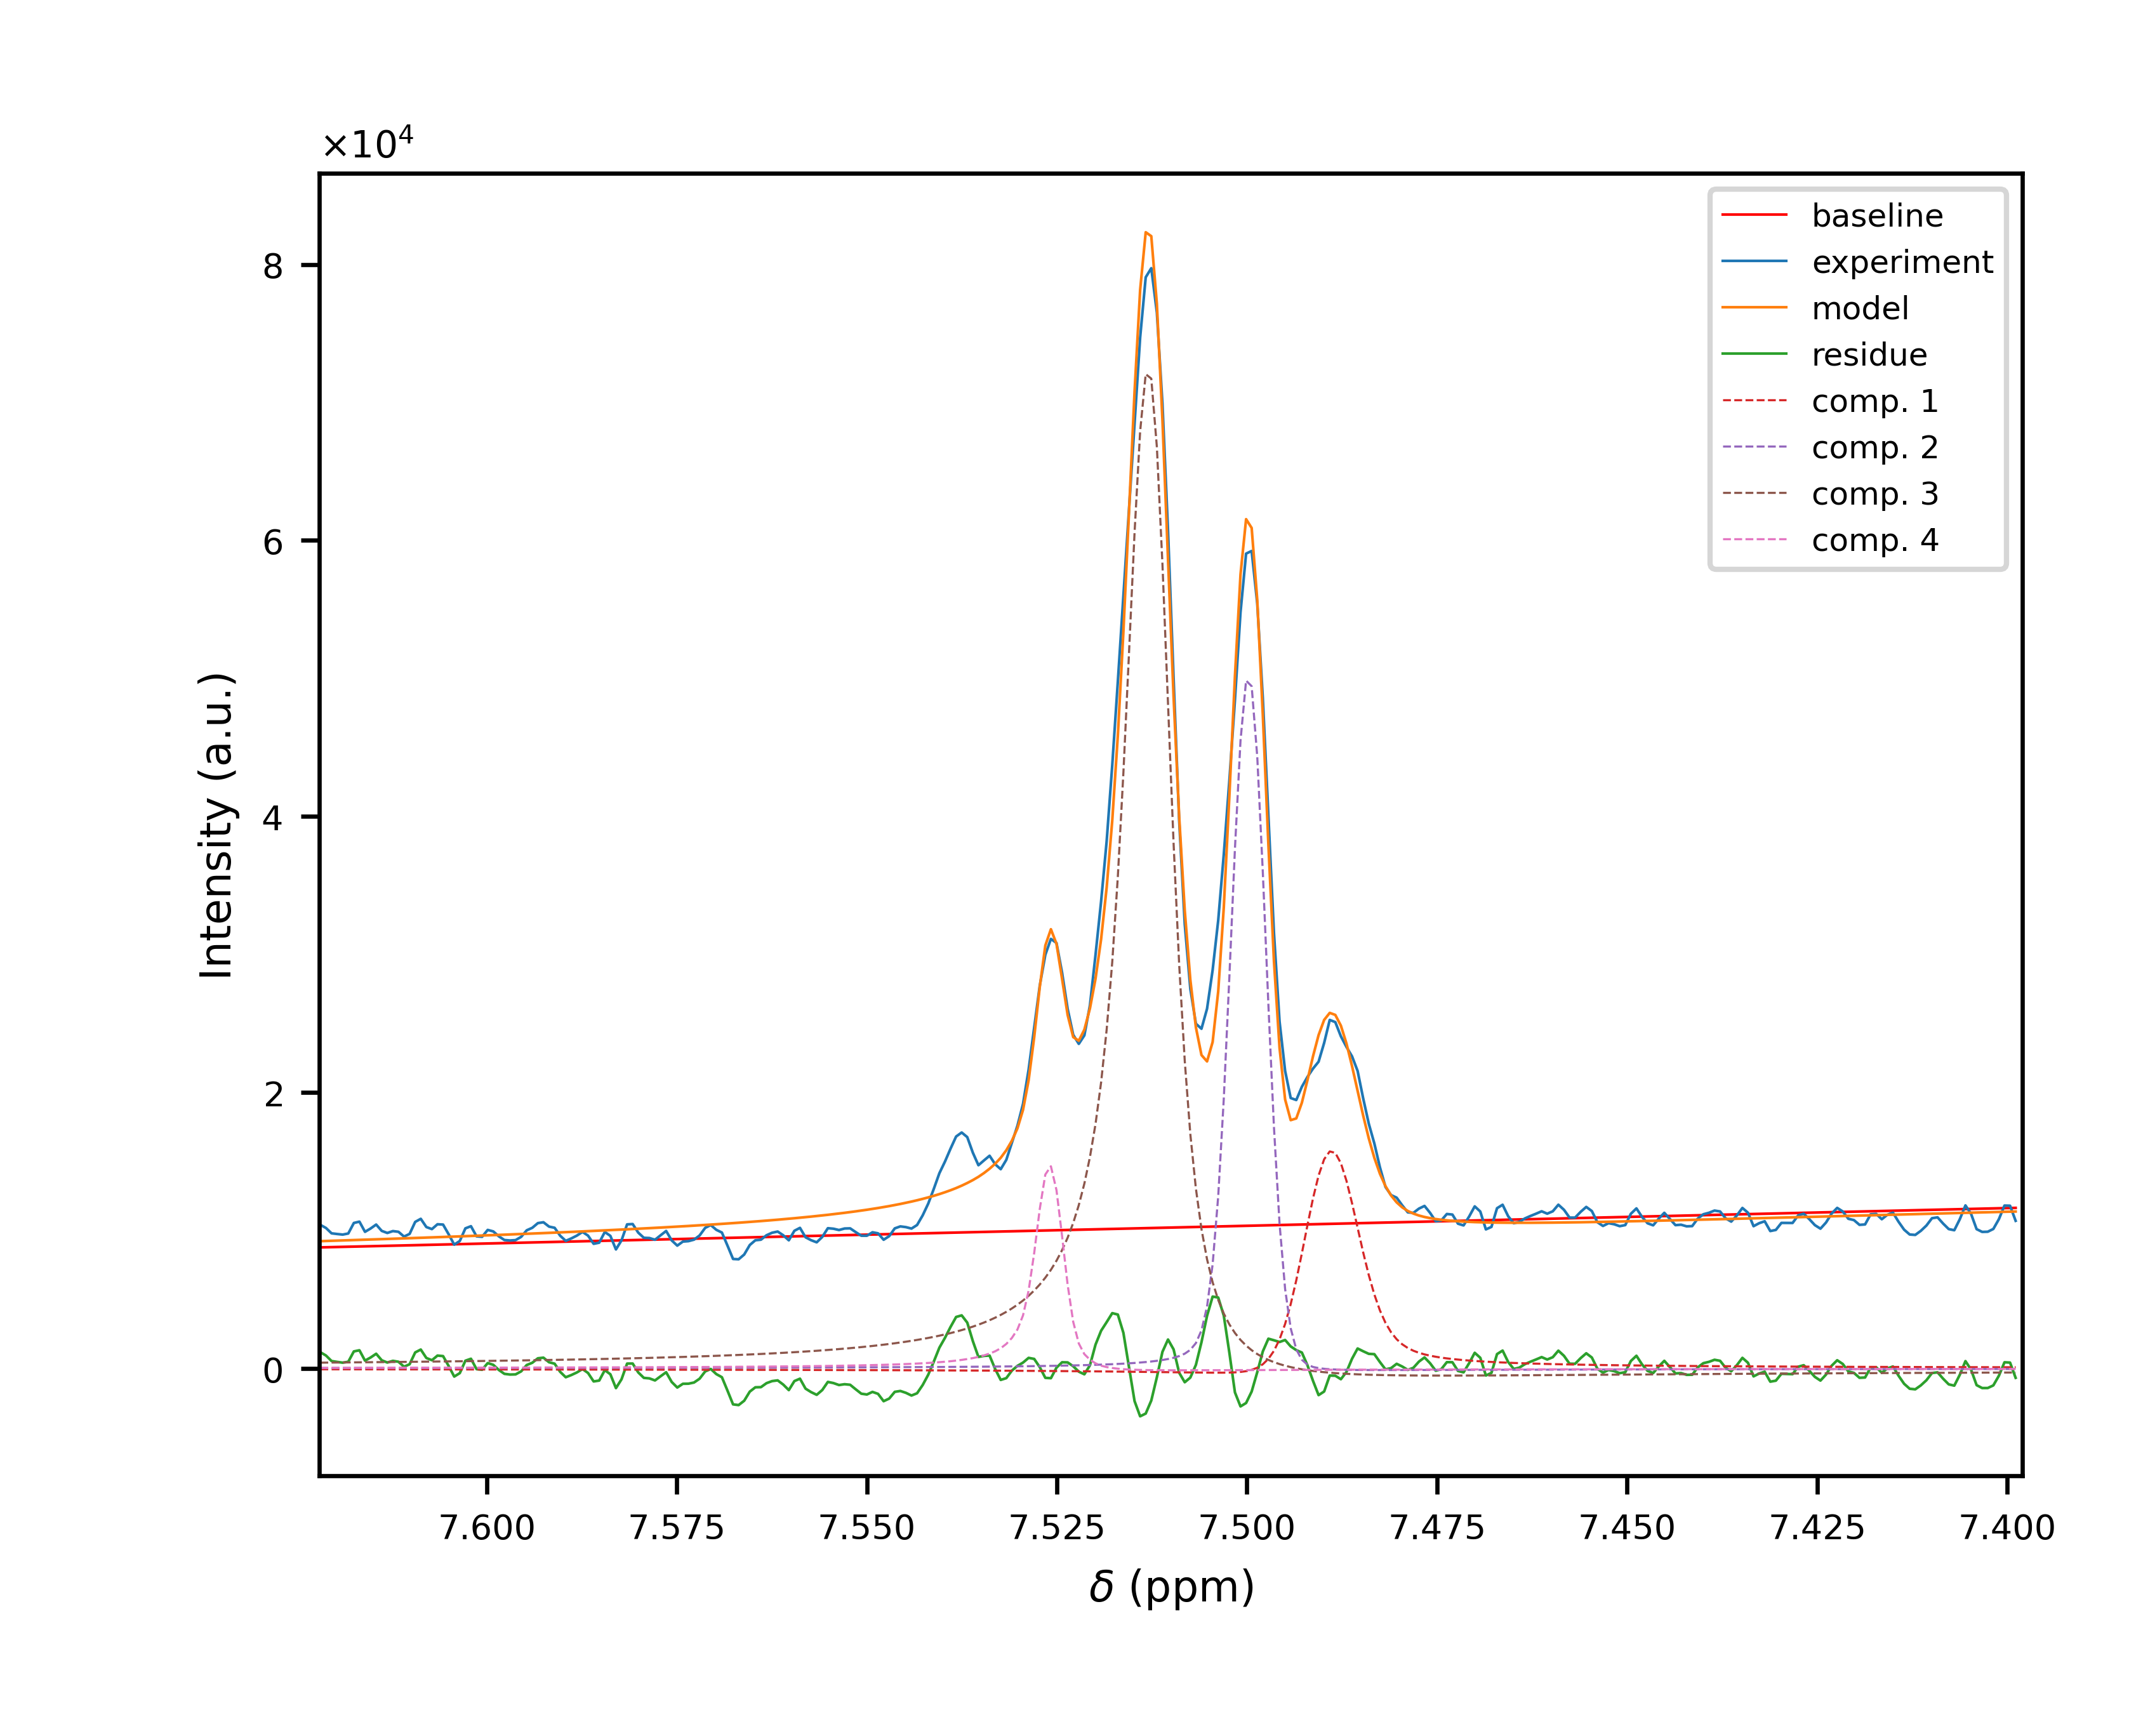 ×10⁴
baseline
experiment
model
residue
comp. 1
comp. 2
comp. 3
comp. 4
8
6
4
2
0
Intensity (a.u.)
7.600 7.575 7.550 7.525 7.500 7.475 7.450 7.425 7.400
δ (ppm)